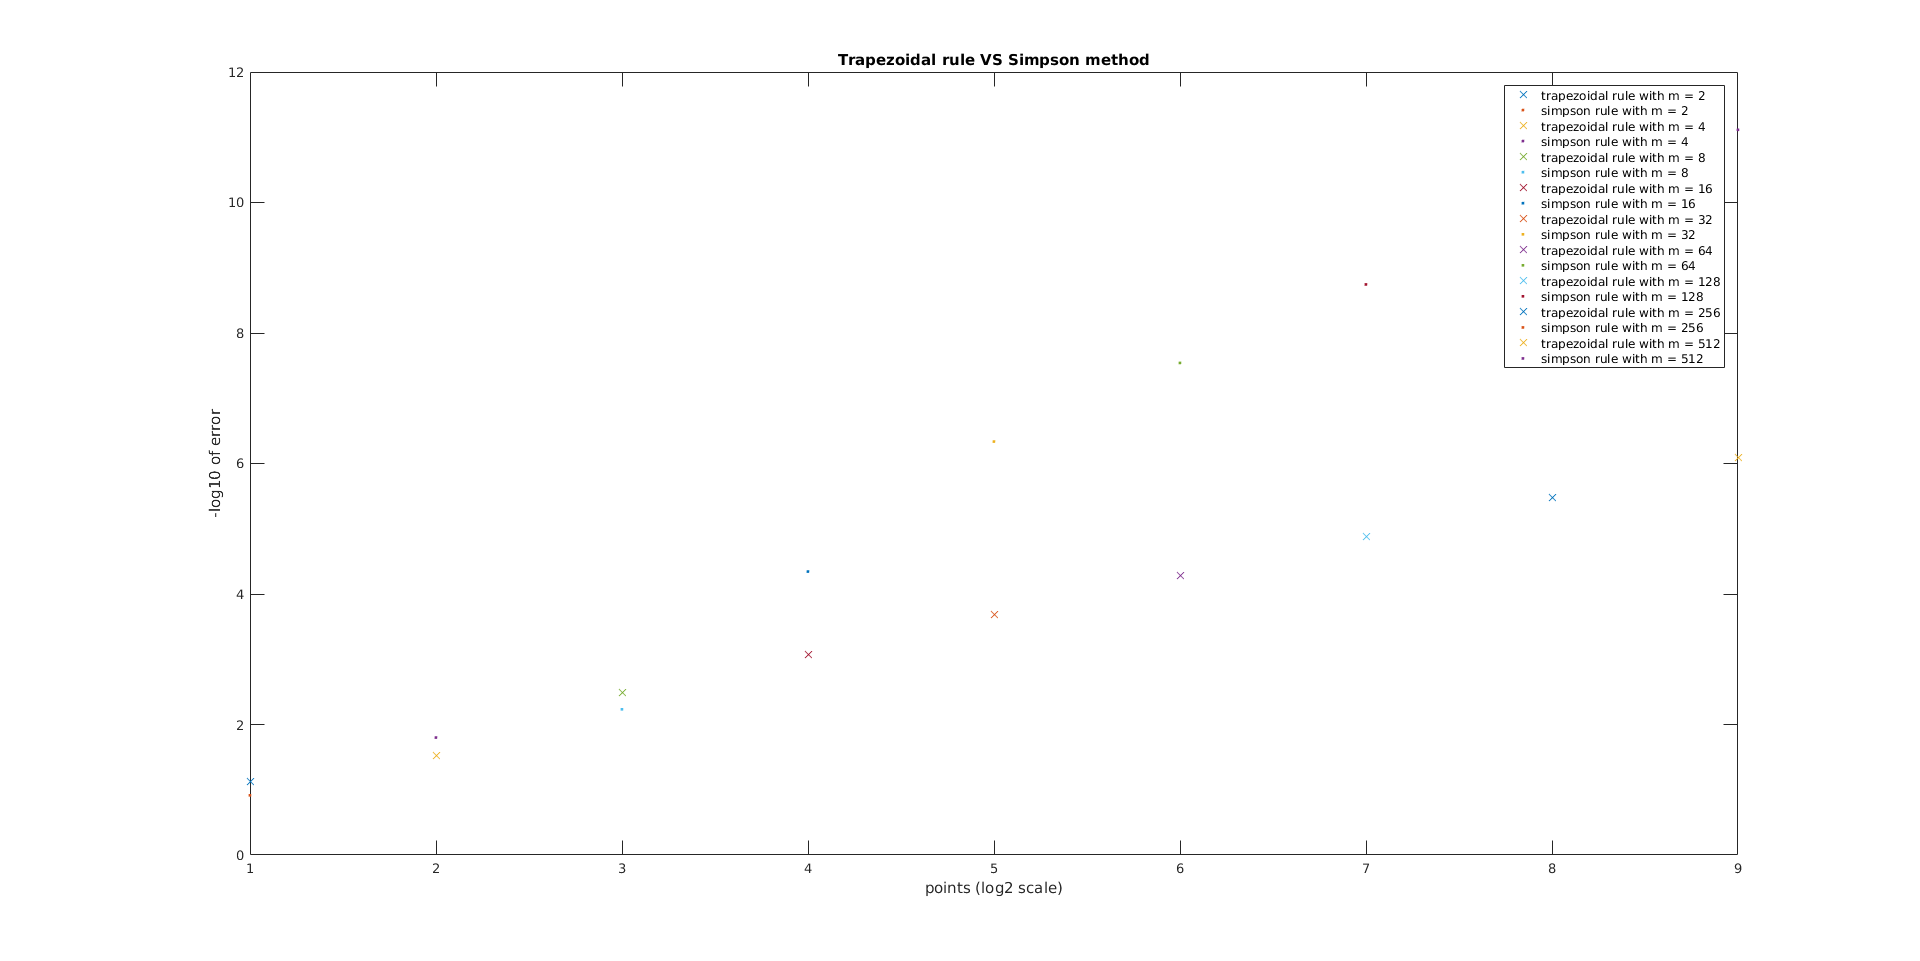 Trapezoidal rule VS Simpson method
12
10
8
6
4
2
0
-log10 of error
trapezoidal rule with m = 2
simpson rule with m = 2
trapezoidal rule with m = 4
simpson rule with m = 4
trapezoidal rule with m = 8
simpson rule with m = 8
trapezoidal rule with m = 16
simpson rule with m = 16
trapezoidal rule with m = 32
simpson rule with m = 32
trapezoidal rule with m = 64
simpson rule with m = 64
trapezoidal rule with m = 128
simpson rule with m = 128
trapezoidal rule with m = 256
simpson rule with m = 256
trapezoidal rule with m = 512
simpson rule with m = 512
1 2 3 4 5 6 7 8 9
points (log2 scale)